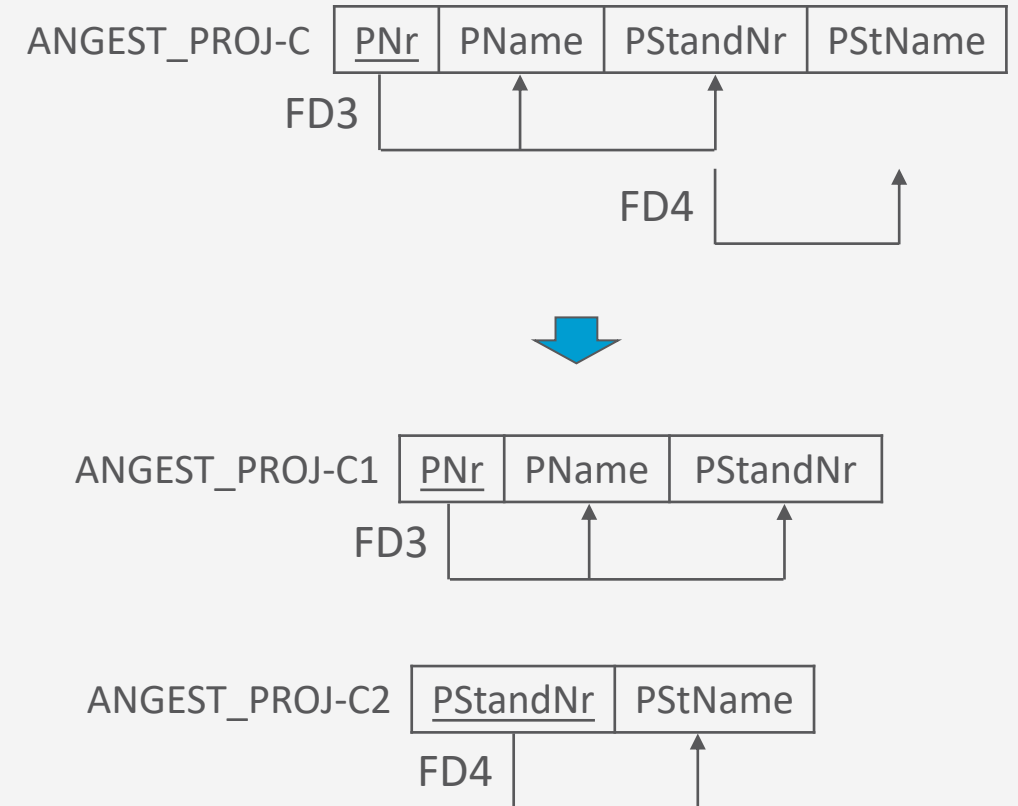 ANGEST_PROJ-C PNr PName PStandNr PStName
FD3
FD4
ANGEST_PROJ-C1 PNr PName PStandNr
FD3
ANGEST_PROJ-C2 PStandNr PStName
FD4